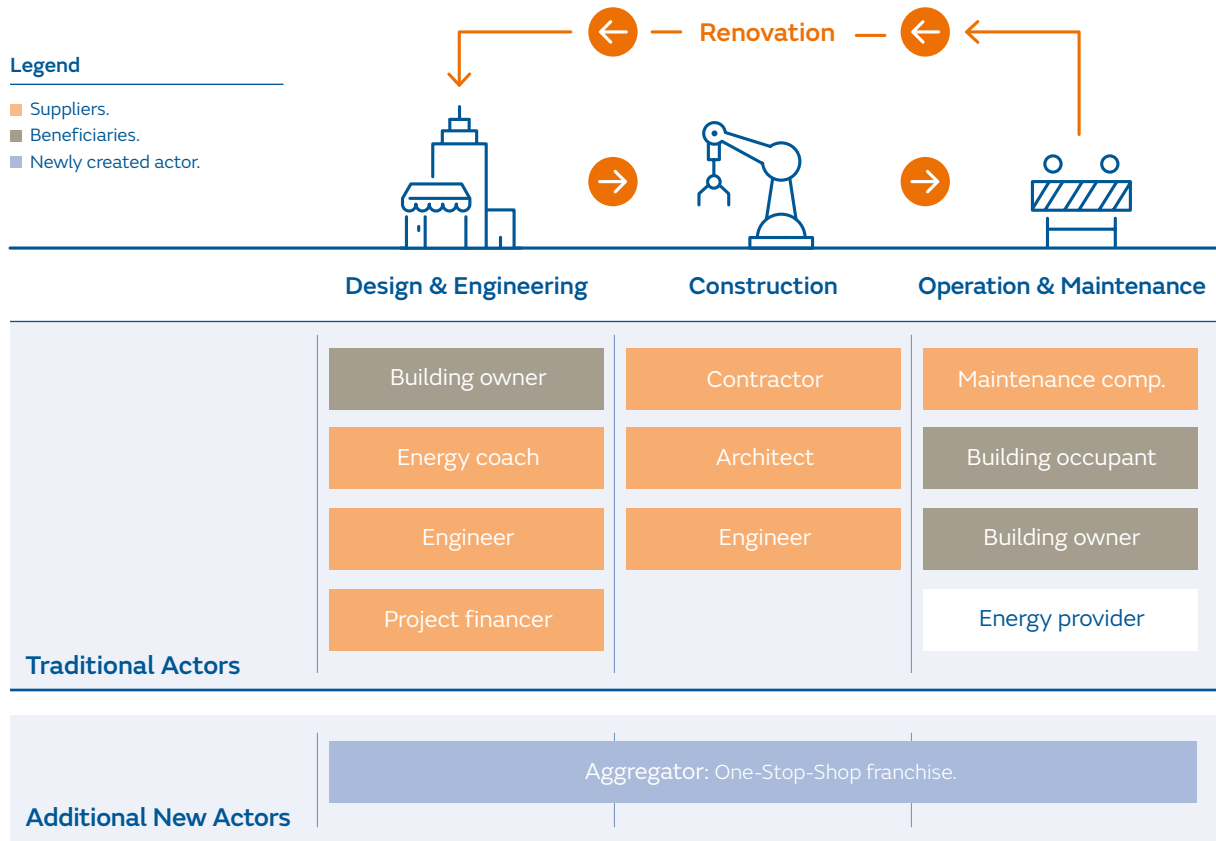 Renovation
Legend
Suppliers.
Beneficiaries.
Newly created actor.
Design & Engineering
Construction
Operation & Maintenance
Building owner
Contractor
Maintenance comp.
Energy coach
Architect
Building occupant
Engineer
Engineer
Building owner
Project financer
Energy provider
Traditional Actors
Aggregator: One-Stop-Shop franchise.
Additional New Actors